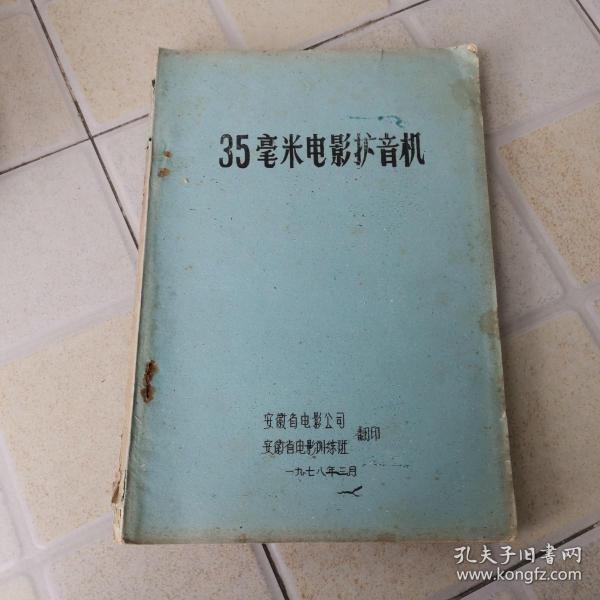 35毫米电影扩音机
安徽省电影公司
安徽省电影训练班 翻印
一九七八年三月
孔夫子旧书网
www.kongfz.com